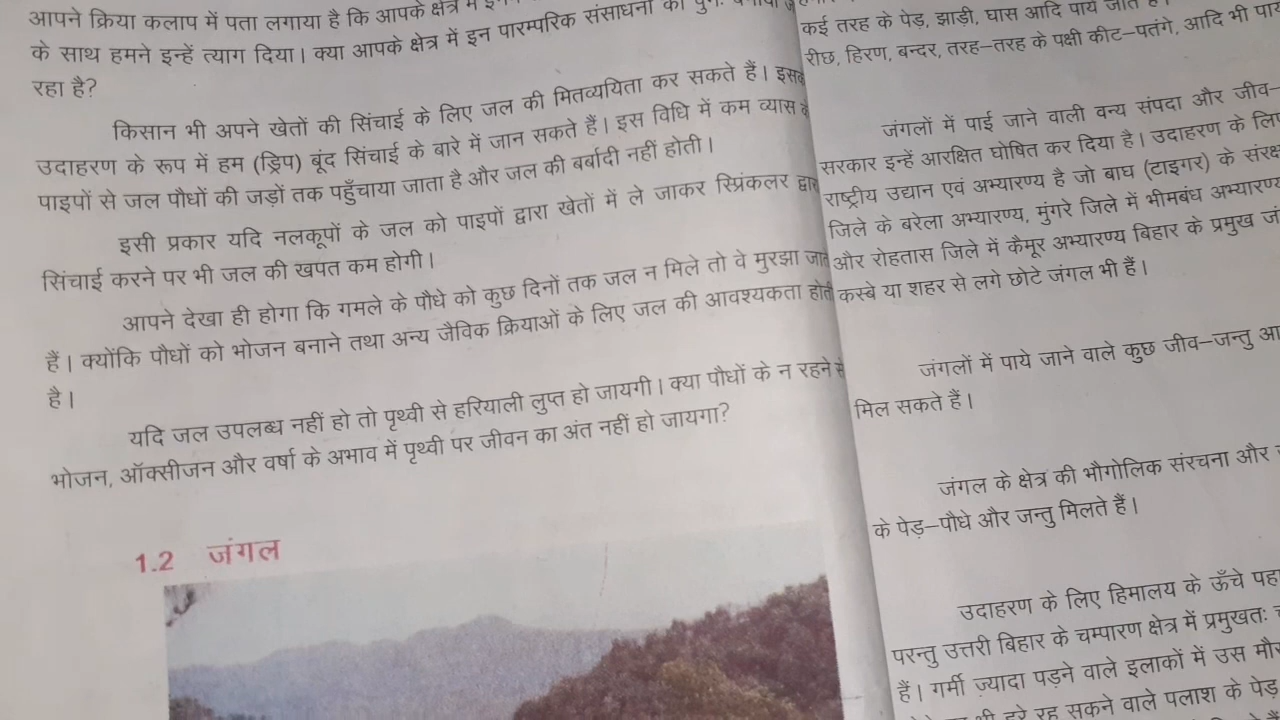 आपने क्रिया कलाप में पता लगाया है कि आपके क्षेत्र में इन पारम्परिक संसाधनों को
के साथ हमने इन्हें त्याग दिया। क्या आपके क्षेत्र में इन पारम्परिक संसाधनों का पुनः
रहा है?
किसान भी अपने खेतों की सिंचाई के लिए जल की मितव्ययिता कर सकते हैं। इसके
उदाहरण के रूप में हम (ड्रिप) बूंद सिंचाई के बारे में जान सकते हैं। इस विधि में कम व्यास के
पाइपों से जल पौधों की जड़ों तक पहुँचाया जाता है और जल की बर्बादी नहीं होती।
इसी प्रकार यदि नलकूपों के जल को पाइपों द्वारा खेतों में ले जाकर स्प्रिंकलर द्वारा
सिंचाई करने पर भी जल की खपत कम होगी।
आपने देखा ही होगा कि गमले के पौधे को कुछ दिनों तक जल न मिले तो वे मुरझा जाते
हैं। क्योंकि पौधों को भोजन बनाने तथा अन्य जैविक क्रियाओं के लिए जल की आवश्यकता होती
है।
यदि जल उपलब्ध नहीं हो तो पृथ्वी से हरियाली लुप्त हो जायगी। क्या पौधों के न रहने से
भोजन, ऑक्सीजन और वर्षा के अभाव में पृथ्वी पर जीवन का अंत नहीं हो जायगा?
1.2 जंगल
कई तरह के पेड़, झाड़ी, घास आदि पाये जाते
रीछ, हिरण, बन्दर, तरह–तरह के पक्षी कीट–पतंगे, आदि भी
जंगलों में पाई जाने वाली वन्य संपदा और जीव–
सरकार इन्हें आरक्षित घोषित कर दिया है। उदाहरण के लिए
राष्ट्रीय उद्यान एवं अभ्यारण्य है जो बाघ (टाइगर) के
जिले के बरेला अभ्यारण्य, मुंगरे जिले में भीमबंध अभ्यारण्य
और रोहतास जिले में कैमूर अभ्यारण्य बिहार के प्रमुख
कस्बे या शहर से लगे छोटे जंगल भी हैं।
जंगलों में पाये जाने वाले कुछ जीव–जन्तु
मिल सकते हैं।
जंगल के क्षेत्र की भौगोलिक संरचना और
के पेड़–पौधे और जन्तु मिलते हैं।
उदाहरण के लिए हिमालय के ऊँचे
परन्तु उत्तरी बिहार के चम्पारण क्षेत्र में प्रमुखतः
हैं। गर्मी ज्यादा पड़ने वाले इलाकों में उस
भी हरे रह सकने वाले पलाश के पेड़